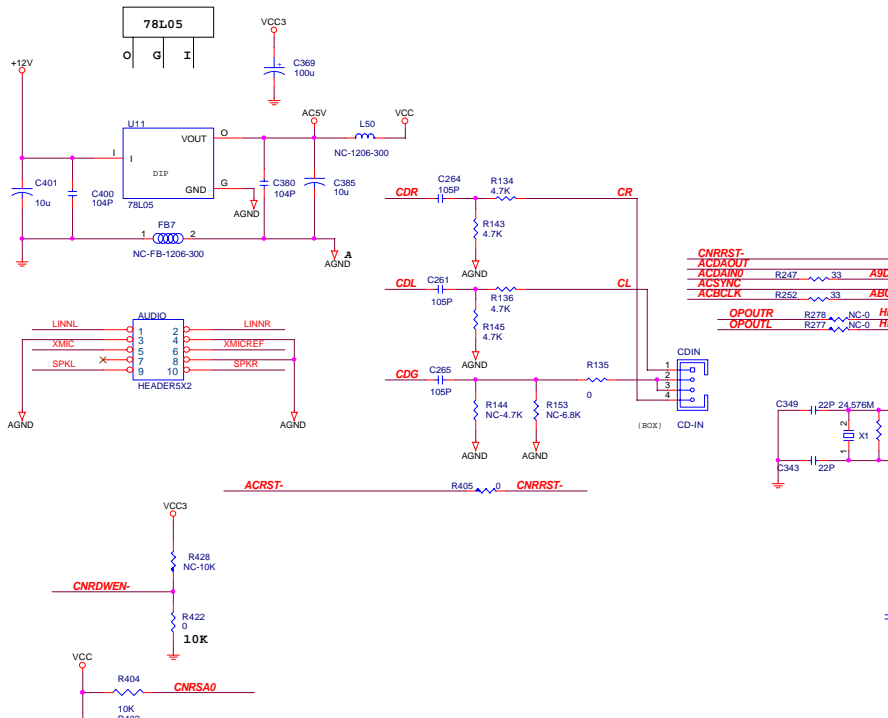 78L05
O G I
VCC3
C369
100u
+12V
U11
AC5V
L50
VCC
VOUT
O
I
I
NC-1206-300
DIP
C401
10u
C400
104P
GND
G
C380
104P
C385
10u
78L05
AGND
FB7
1
2
NC-FB-1206-300
A
AGND
C264
R134
CDR
105P
4.7K
CR
R143
4.7K
AGND
C261
R136
CDL
105P
4.7K
CL
R145
4.7K
AGND
C265
R135
CDG
105P
0
R144
NC-4.7K
R153
NC-6.8K
AGND
AGND
CDIN
1
2
3
4
(BOX)
CD-IN
CNRRST-
ACDAOUT
ACDAIN0
R247
33
A9D
ACSYNC
ACBCLK
R252
33
ABC
OPOUTR
R278
NC-0
OPOUTL
R277
NC-0
C349
22P
24.576M
2
X1
1
C343
22P
AUDIO
LINNL
1
2
LINNR
3
4
XMIC
5
6
XMICREF
7
8
SPKL
9
10
SPKR
HEADER5X2
AGND
AGND
ACRST-
R405
0
CNRRST-
VCC3
R428
NC-10K
CNRDWEN-
R422
0
10K
VCC
R404
CNRSA0
10K